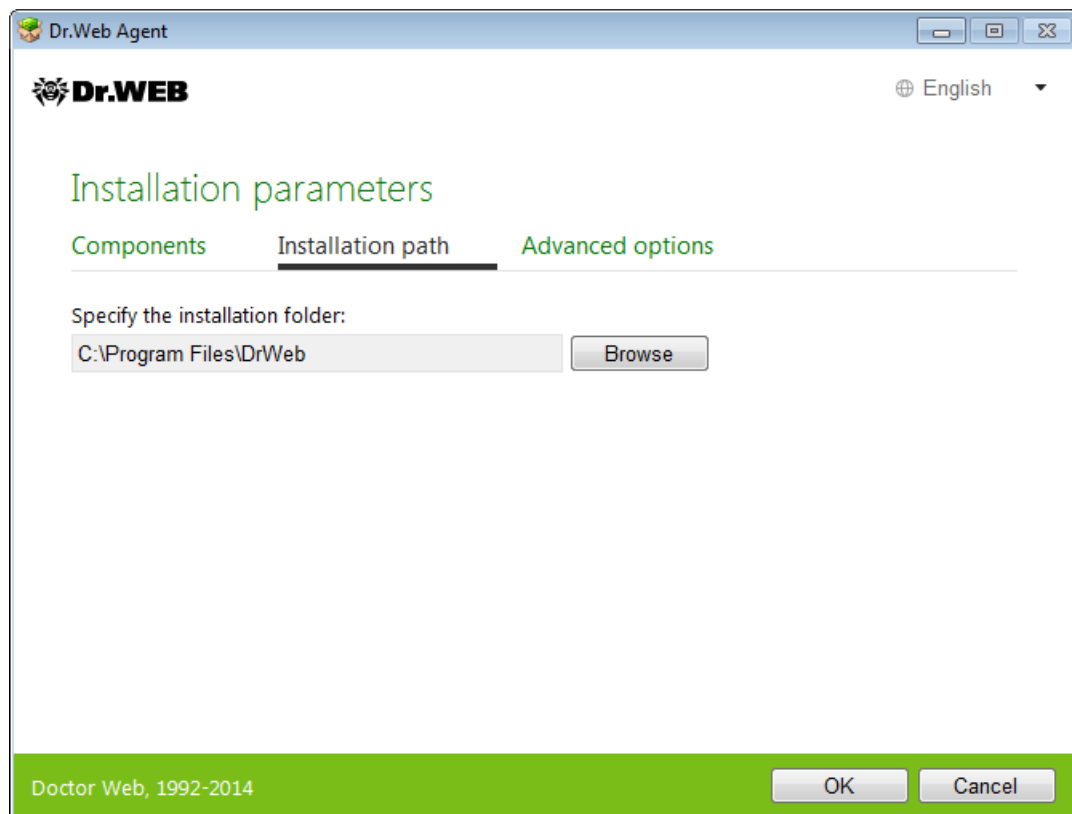 Dr.Web Agent
Dr.WEB
English
Installation parameters
Components Installation path Advanced options
Specify the installation folder:
C:\Program Files\DrWeb Browse
Doctor Web, 1992-2014 OK Cancel